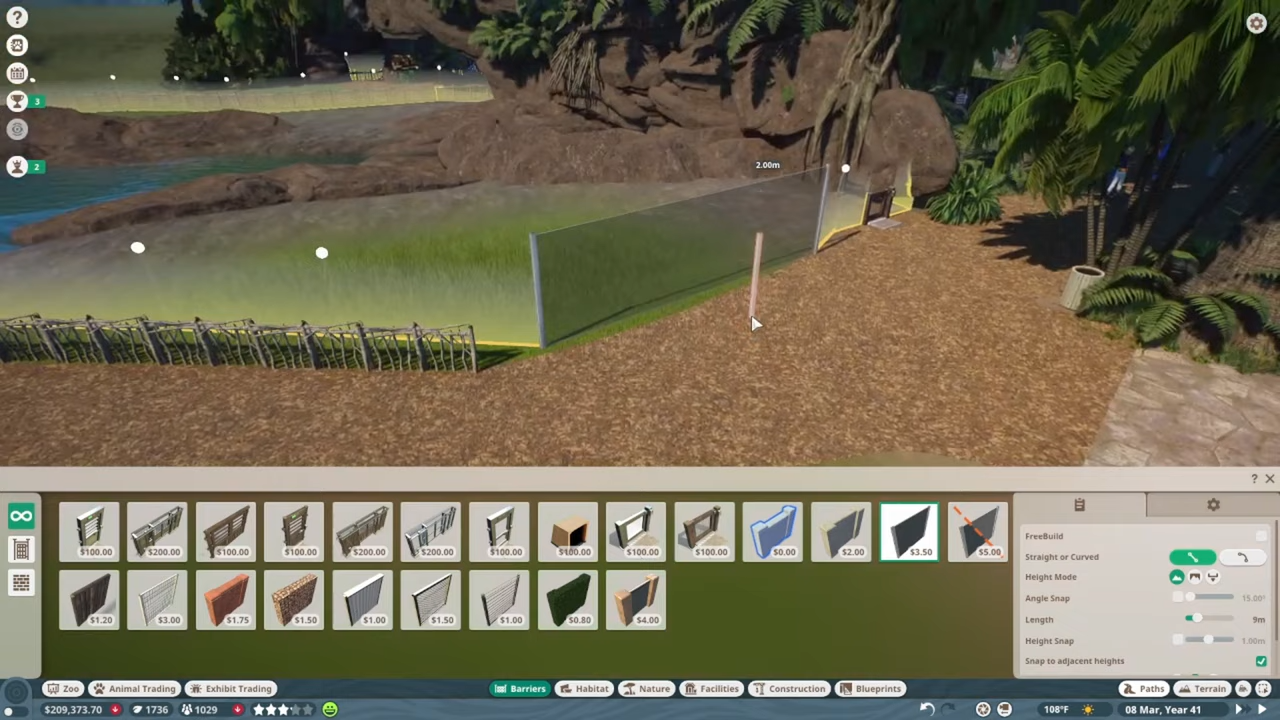 ?
3
2
2.00m
?
$100.00 $200.00 $100.00 $100.00 $200.00 $200.00 $100.00 $100.00 $100.00 $100.00 $0.00 $2.00 $3.50 $5.00
$1.20 $3.00 $1.75 $1.50 $1.00 $1.50 $1.00 $0.80 $4.00
FreeBuild
Straight or Curved
Height Mode
Angle Snap 15.00°
Length 9m
Height Snap 1.00m
Snap to adjacent heights
Zoo Animal Trading Exhibit Trading Barriers Habitat Nature Facilities Construction Blueprints Paths Terrain
$209,373.70 1736 1029 108°F 08 Mar, Year 41